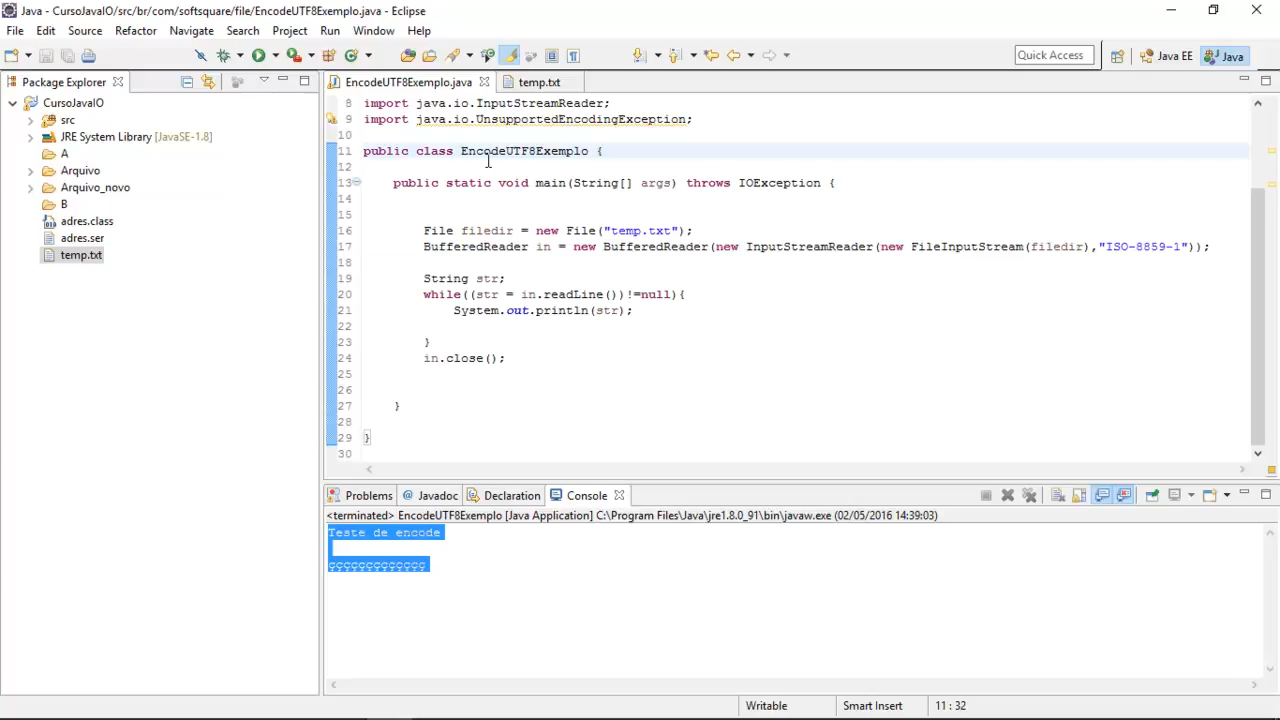 Java - CursoJavaIO/src/br/com/softsquare/file/EncodeUTF8Exemplo.java - Eclipse
File Edit Source Refactor Navigate Search Project Run Window Help
Quick Access Java EE Java
Package Explorer
CursoJavaIO
src
JRE System Library [JavaSE-1.8]
A
Arquivo
Arquivo_novo
B
adres.class
adres.ser
temp.txt
EncodeUTF8Exemplo.java temp.txt
8 import java.io.InputStreamReader;
9 import java.io.UnsupportedEncodingException;
10
11 public class EncodeUTF8Exemplo {
12
13 public static void main(String[] args) throws IOException {
14
15
16 File filedir = new File("temp.txt");
17 BufferedReader in = new BufferedReader(new InputStreamReader(new FileInputStream(filedir),"ISO-8859-1"));
18
19 String str;
20 while((str = in.readLine())!=null){
21 System.out.println(str);
22
23 }
24 in.close();
25
26
27 }
28
29 }
30
Problems Javadoc Declaration Console
<terminated> EncodeUTF8Exemplo [Java Application] C:\Program Files\Java\jre1.8.0_91\bin\javaw.exe (02/05/2016 14:39:03)
Teste de encode
ççççççççççççç
Writable Smart Insert 11 : 32